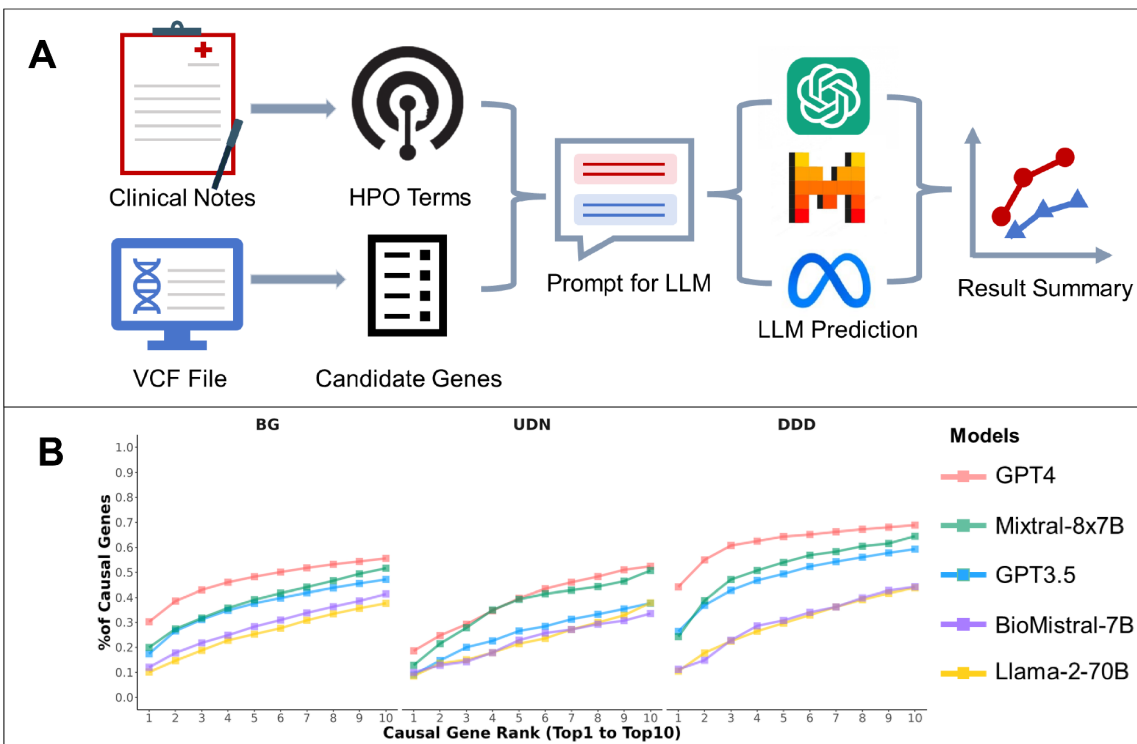 A
Clinical Notes
HPO Terms
VCF File
Candidate Genes
Prompt for LLM
LLM Prediction
Result Summary
B
BG
UDN
DDD
%of Causal Genes
1.0
0.9
0.8
0.7
0.6
0.5
0.4
0.3
0.2
0.1
0.0
1 2 3 4 5 6 7 8 9 10
1 2 3 4 5 6 7 8 9 10
1 2 3 4 5 6 7 8 9 10
Causal Gene Rank (Top1 to Top10)
Models
GPT4
Mixtral-8x7B
GPT3.5
BioMistral-7B
Llama-2-70B